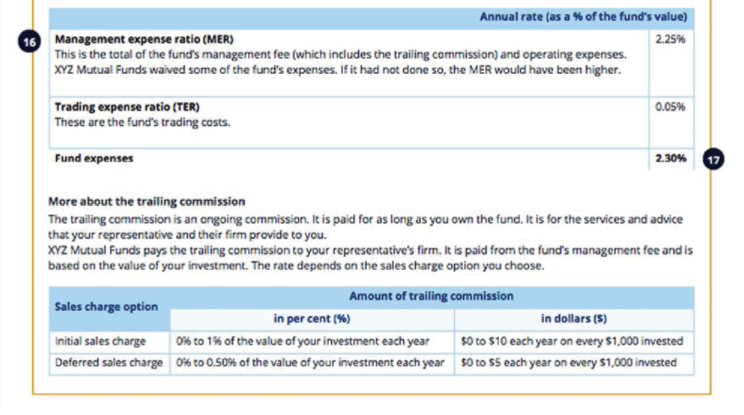 Annual rate (as a % of the fund's value)
16
Management expense ratio (MER)
2.25%
This is the total of the fund's management fee (which includes the trailing commission) and operating expenses.
XYZ Mutual Funds waived some of the fund's expenses. If it had not done so, the MER would have been higher.
Trading expense ratio (TER)
0.05%
These are the fund's trading costs.
Fund expenses
2.30%
17
More about the trailing commission
The trailing commission is an ongoing commission. It is paid for as long as you own the fund. It is for the services and advice
that your representative and their firm provide to you.
XYZ Mutual Funds pays the trailing commission to your representative's firm. It is paid from the fund's management fee and is
based on the value of your investment. The rate depends on the sales charge option you choose.
Sales charge option
Amount of trailing commission
in per cent (%)
in dollars ($)
Initial sales charge
0% to 1% of the value of your investment each year
$0 to $10 each year on every $1,000 invested
Deferred sales charge
0% to 0.50% of the value of your investment each year
$0 to $5 each year on every $1,000 invested